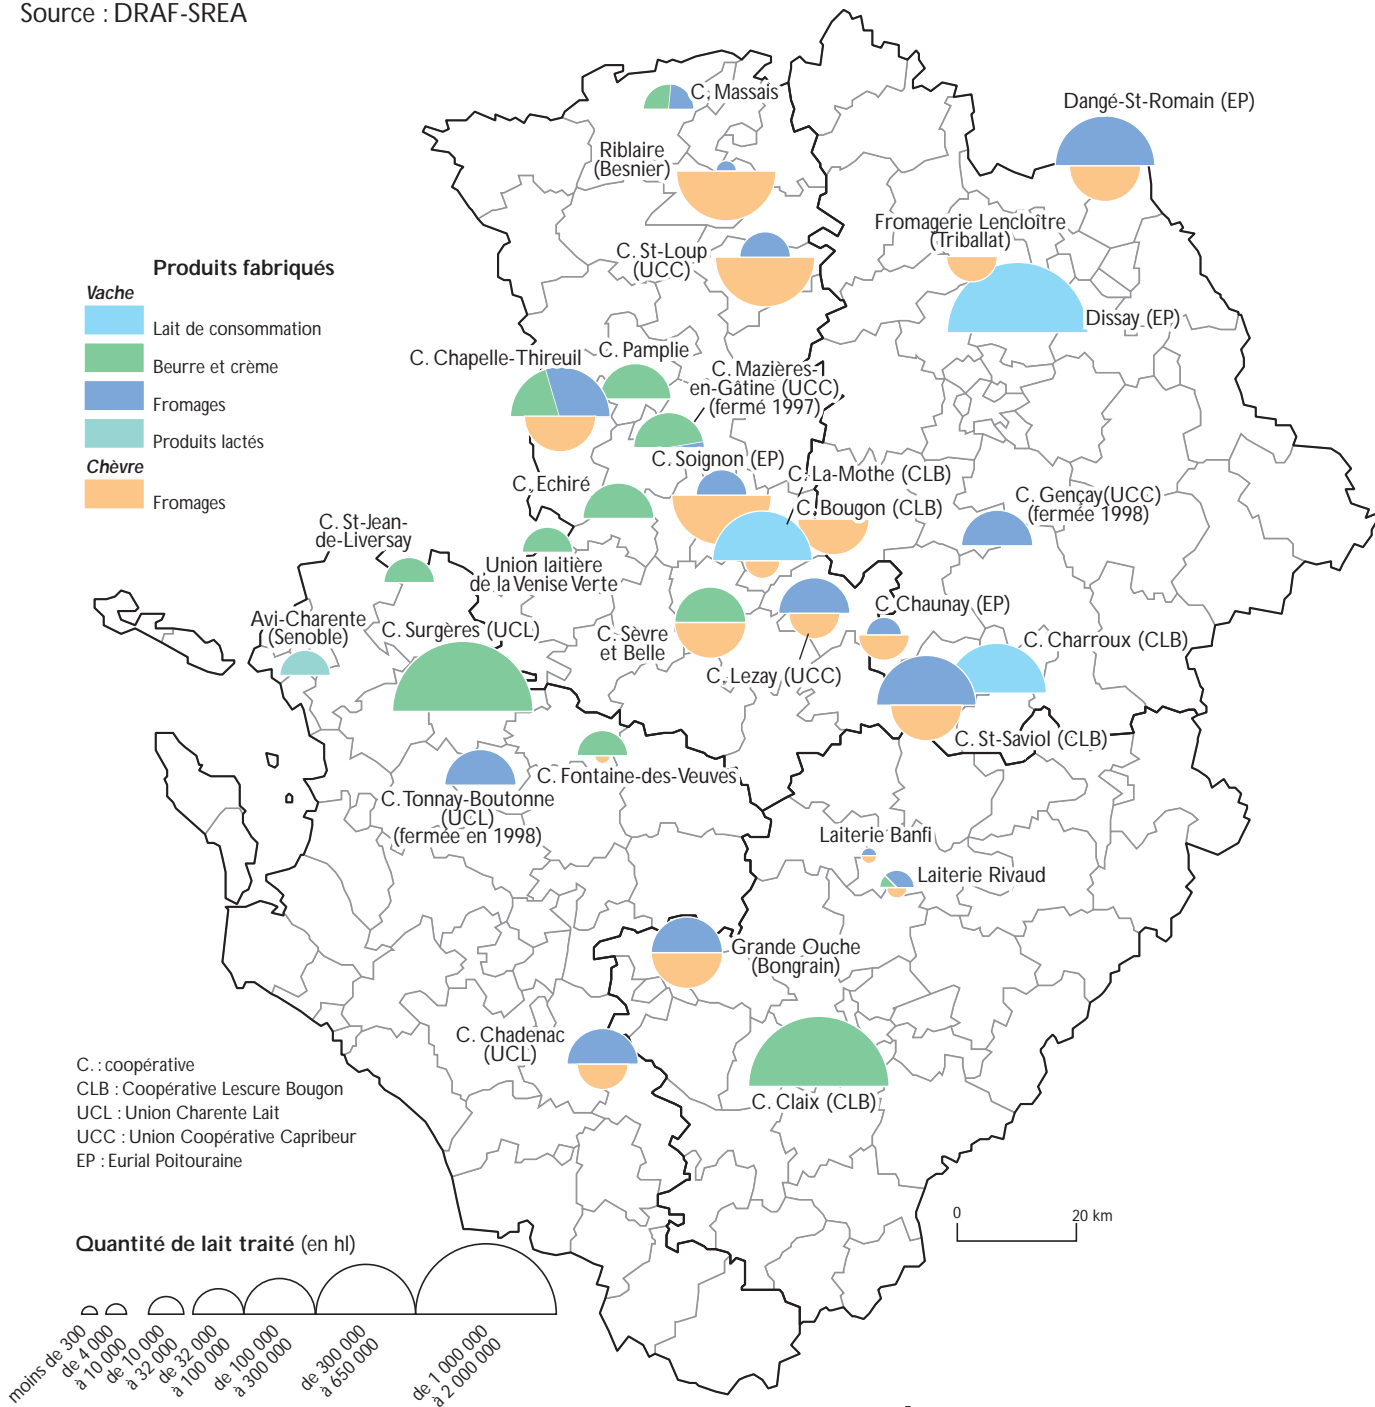 Source : DRAF-SREA
C. Massais
Dangé-St-Romain (EP)
Riblaire
(Besnier)
Fromagerie Lencloître
(Triballat)
C. St-Loup
(UCC)
Dissay (EP)
Produits fabriqués
Vache
Lait de consommation
Beurre et crème
Fromages
Produits lactés
Chèvre
Fromages
C. Chapelle-Thireuil
C. Pamplie
C. Mazières-
en-Gâtine (UCC)
(fermé 1997)
C. Soignon (EP)
C. La-Mothe (CLB)
C. Bougon (CLB)
C. Gençay(UCC)
(fermée 1998)
C. Echiré
C. St-Jean-
de-Liversay
Union laitière
de la Venise Verte
Avi-Charente
(Senoble)
C. Surgères (UCL)
C. Sèvre
et Belle
C. Lezay (UCC)
C. Chaunay (EP)
C. Charroux (CLB)
C. St-Saviol (CLB)
C. Fontaine-des-Veuves
C. Tonnay-Boutonne
(UCL)
(fermée en 1998)
Laiterie Banfi
Laiterie Rivaud
Grande Ouche
(Bongrain)
C. Chadenac
(UCL)
C. Claix (CLB)
C. : coopérative
CLB : Coopérative Lescure Bougon
UCL : Union Charente Lait
UCC : Union Coopérative Capribeur
EP : Eurial Poitouraine
0
20 km
Quantité de lait traité (en hl)
moins de 300
de 4 000
à 10 000
de 10 000
à 32 000
de 32 000
à 100 000
de 100 000
à 300 000
de 300 000
à 650 000
de 1 000 000
à 2 000 000